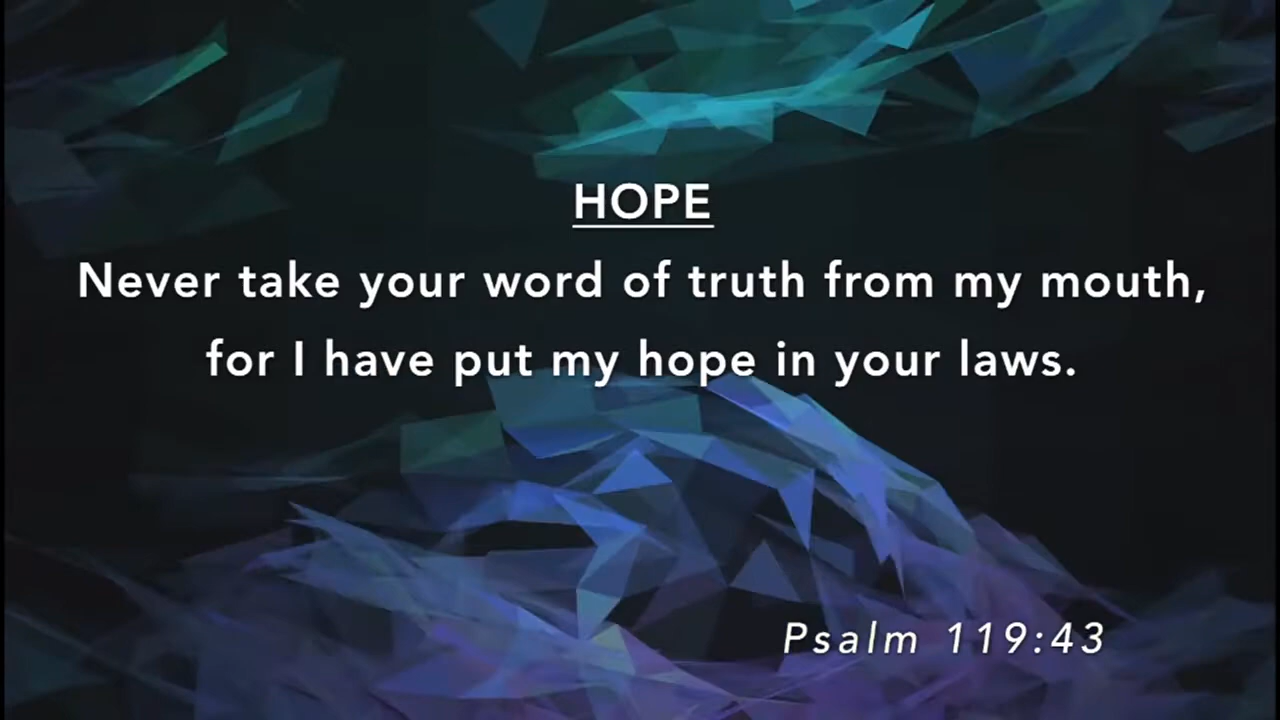 HOPE
Never take your word of truth from my mouth,
for I have put my hope in your laws.
Psalm 119:43